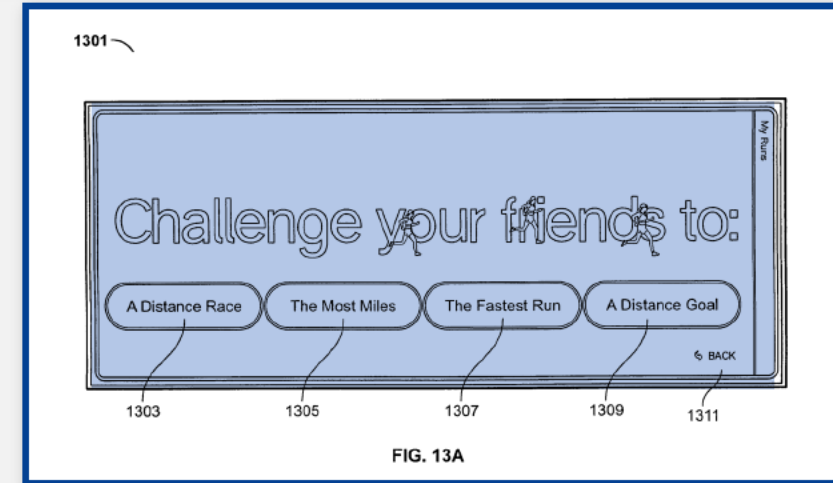 1301
My Runs
Challenge your friends to:
A Distance Race
The Most Miles
The Fastest Run
A Distance Goal
BACK
1303
1305
1307
1309
1311
FIG. 13A